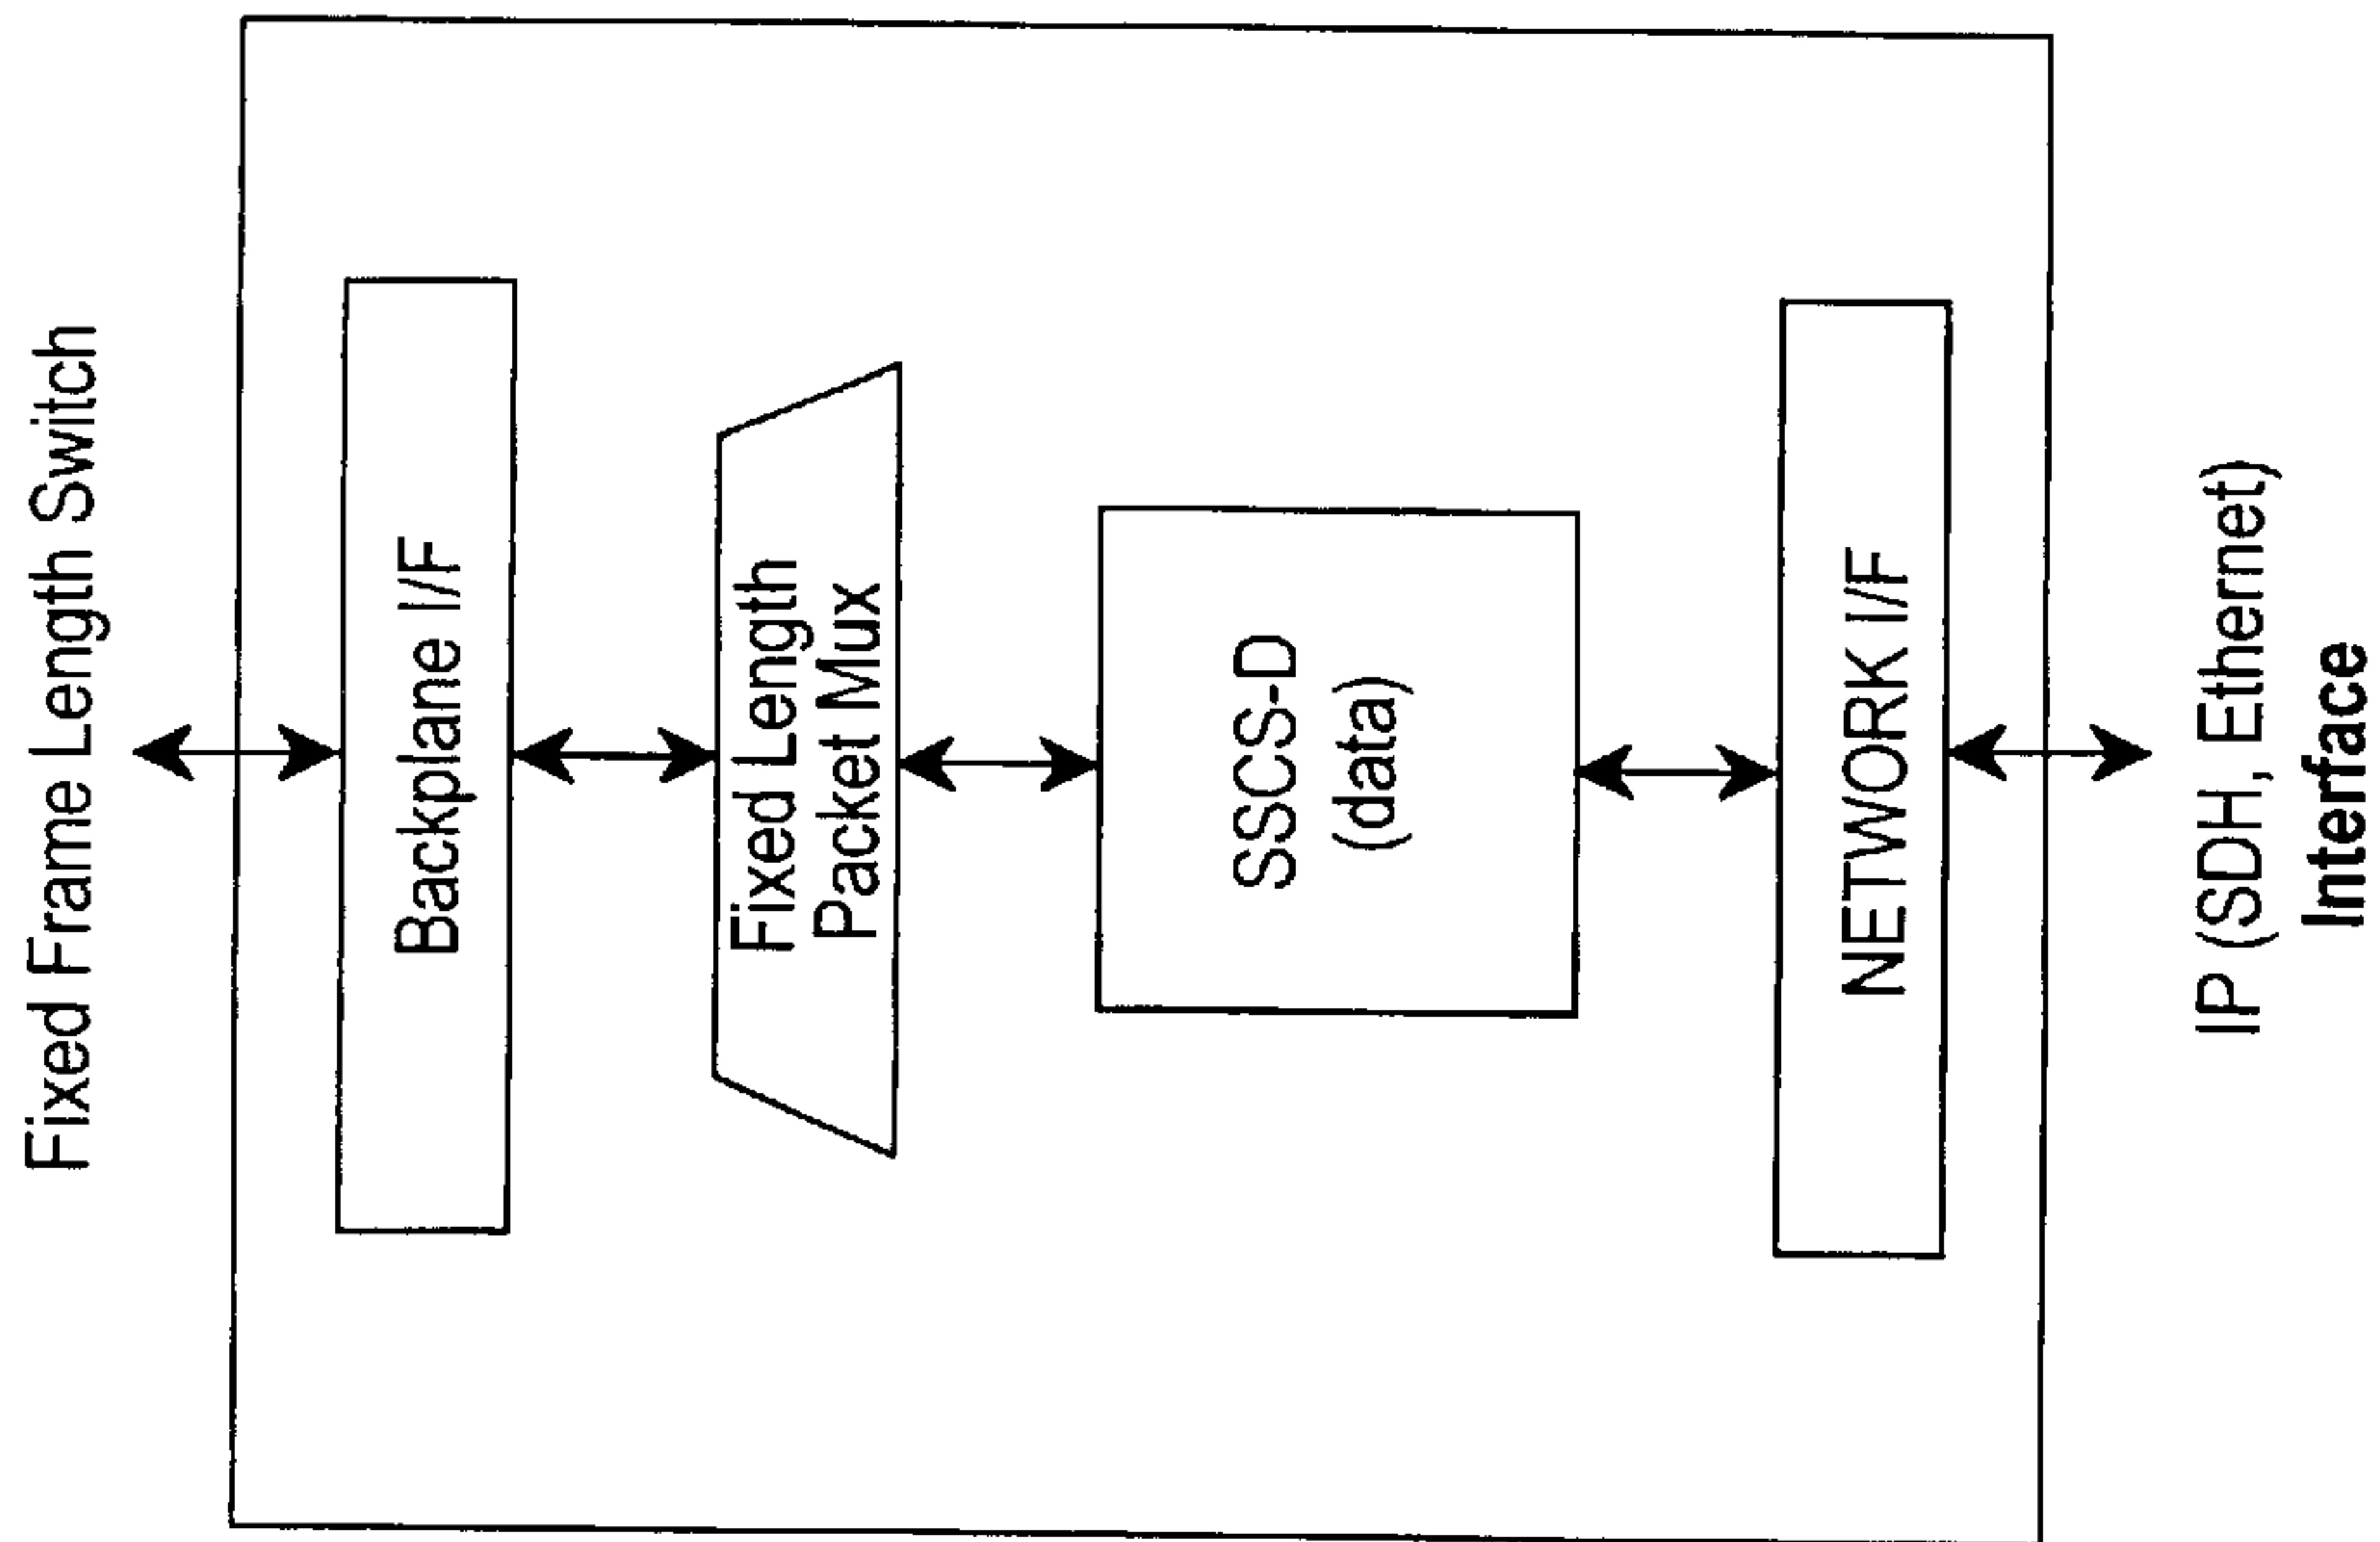 Fixed Frame Length Switch
Backplane I/F
Fixed Length
Packet Mux
SSCS-D
(data)
NETWORK I/F
IP (SDH, Ethernet)
Interface